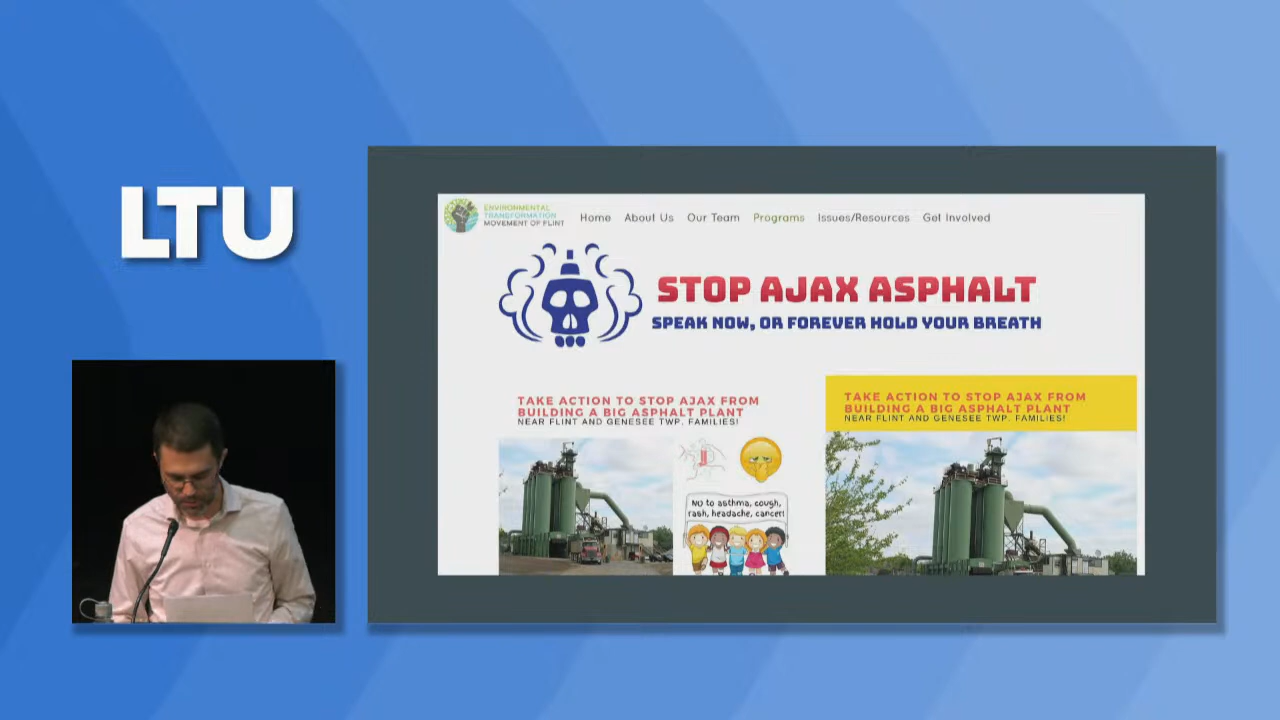 LTU
ENVIRONMENTAL
TRANSFORMATION
MOVEMENT OF FLINT
Home About Us Our Team Programs Issues/Resources Get Involved
STOP AJAX ASPHALT
SPEAK NOW, OR FOREVER HOLD YOUR BREATH
TAKE ACTION TO STOP AJAX FROM
BUILDING A BIG ASPHALT PLANT
NEAR FLINT AND GENESEE TWP. FAMILIES!
NO to asthma, cough,
rash, headache, cancer!
TAKE ACTION TO STOP AJAX FROM
BUILDING A BIG ASPHALT PLANT
NEAR FLINT AND GENESEE TWP. FAMILIES!